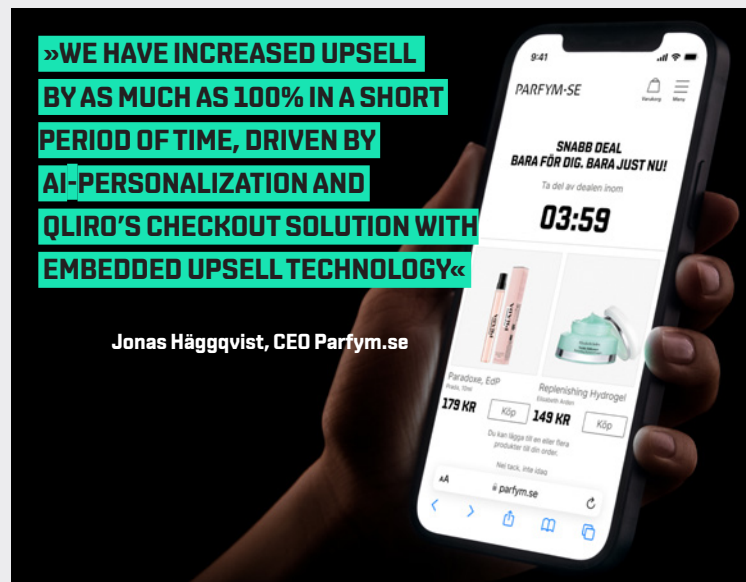 »WE HAVE INCREASED UPSELL
BY AS MUCH AS 100% IN A SHORT
PERIOD OF TIME, DRIVEN BY
AI-PERSONALIZATION AND
QLIRO'S CHECKOUT SOLUTION WITH
EMBEDDED UPSELL TECHNOLOGY«
Jonas Häggqvist, CEO Parfym.se
9:41
PARFYM-SE
Varukorg
Menu
SNABB DEAL
BARA FÖR DIG. BARA JUST NU!
Ta del av dealen inom
03:59
PRADA
Paradoxe, EdP
Prada, 10ml
179 KR
Köp
Replenishing Hydrogel
Elizabeth Arden
149 KR
Köp
Du kan lägga till en eller flera
produkter till din order.
Nej tack, inte idag
AA
parfym.se